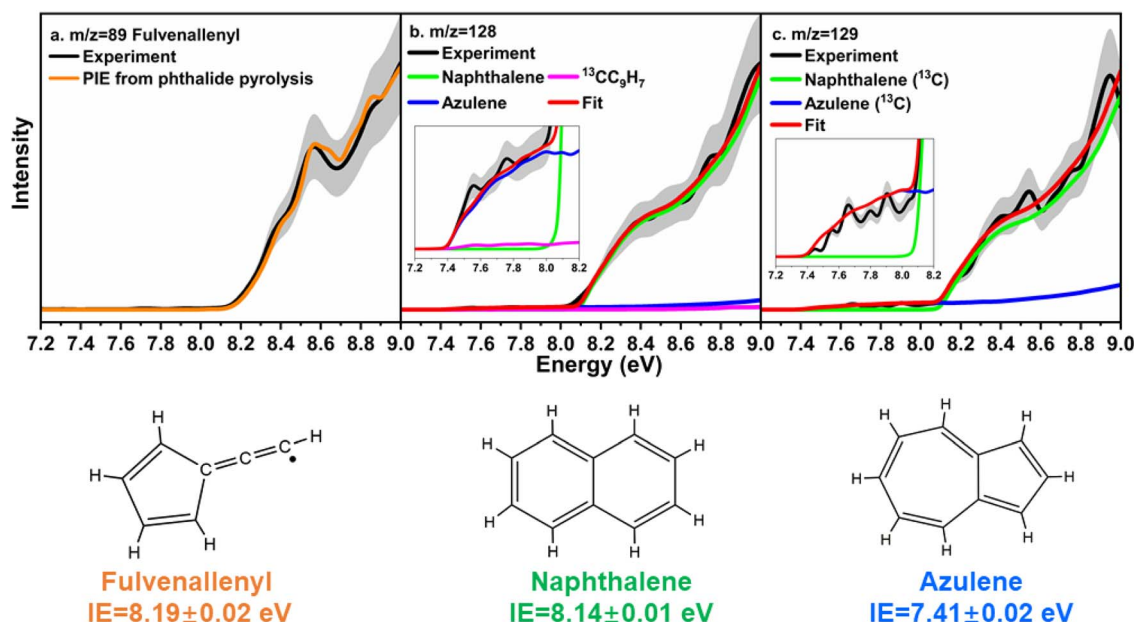 a. m/z=89 Fulvenallenyl
Experiment
PIE from phthalide pyrolysis
b. m/z=128
Experiment
Naphthalene ¹³CC₉H₇
Azulene Fit
c. m/z=129
Experiment
Naphthalene (¹³C)
Azulene (¹³C)
Fit
Intensity
7.2 7.4 7.6 7.8 8.0 8.2
7.2 7.4 7.6 7.8 8.0 8.2
7.2 7.4 7.6 7.8 8.0 8.2 8.4 8.6 8.8 9.0 7.4 7.6 7.8 8.0 8.2 8.4 8.6 8.8 9.0 7.4 7.6 7.8 8.0 8.2 8.4 8.6 8.8 9.0
Energy (eV)
H H C C C H H H
H H H H H H H H
H H H H H H H H
Fulvenallenyl
IE=8.19±0.02 eV
Naphthalene
IE=8.14±0.01 eV
Azulene
IE=7.41±0.02 eV